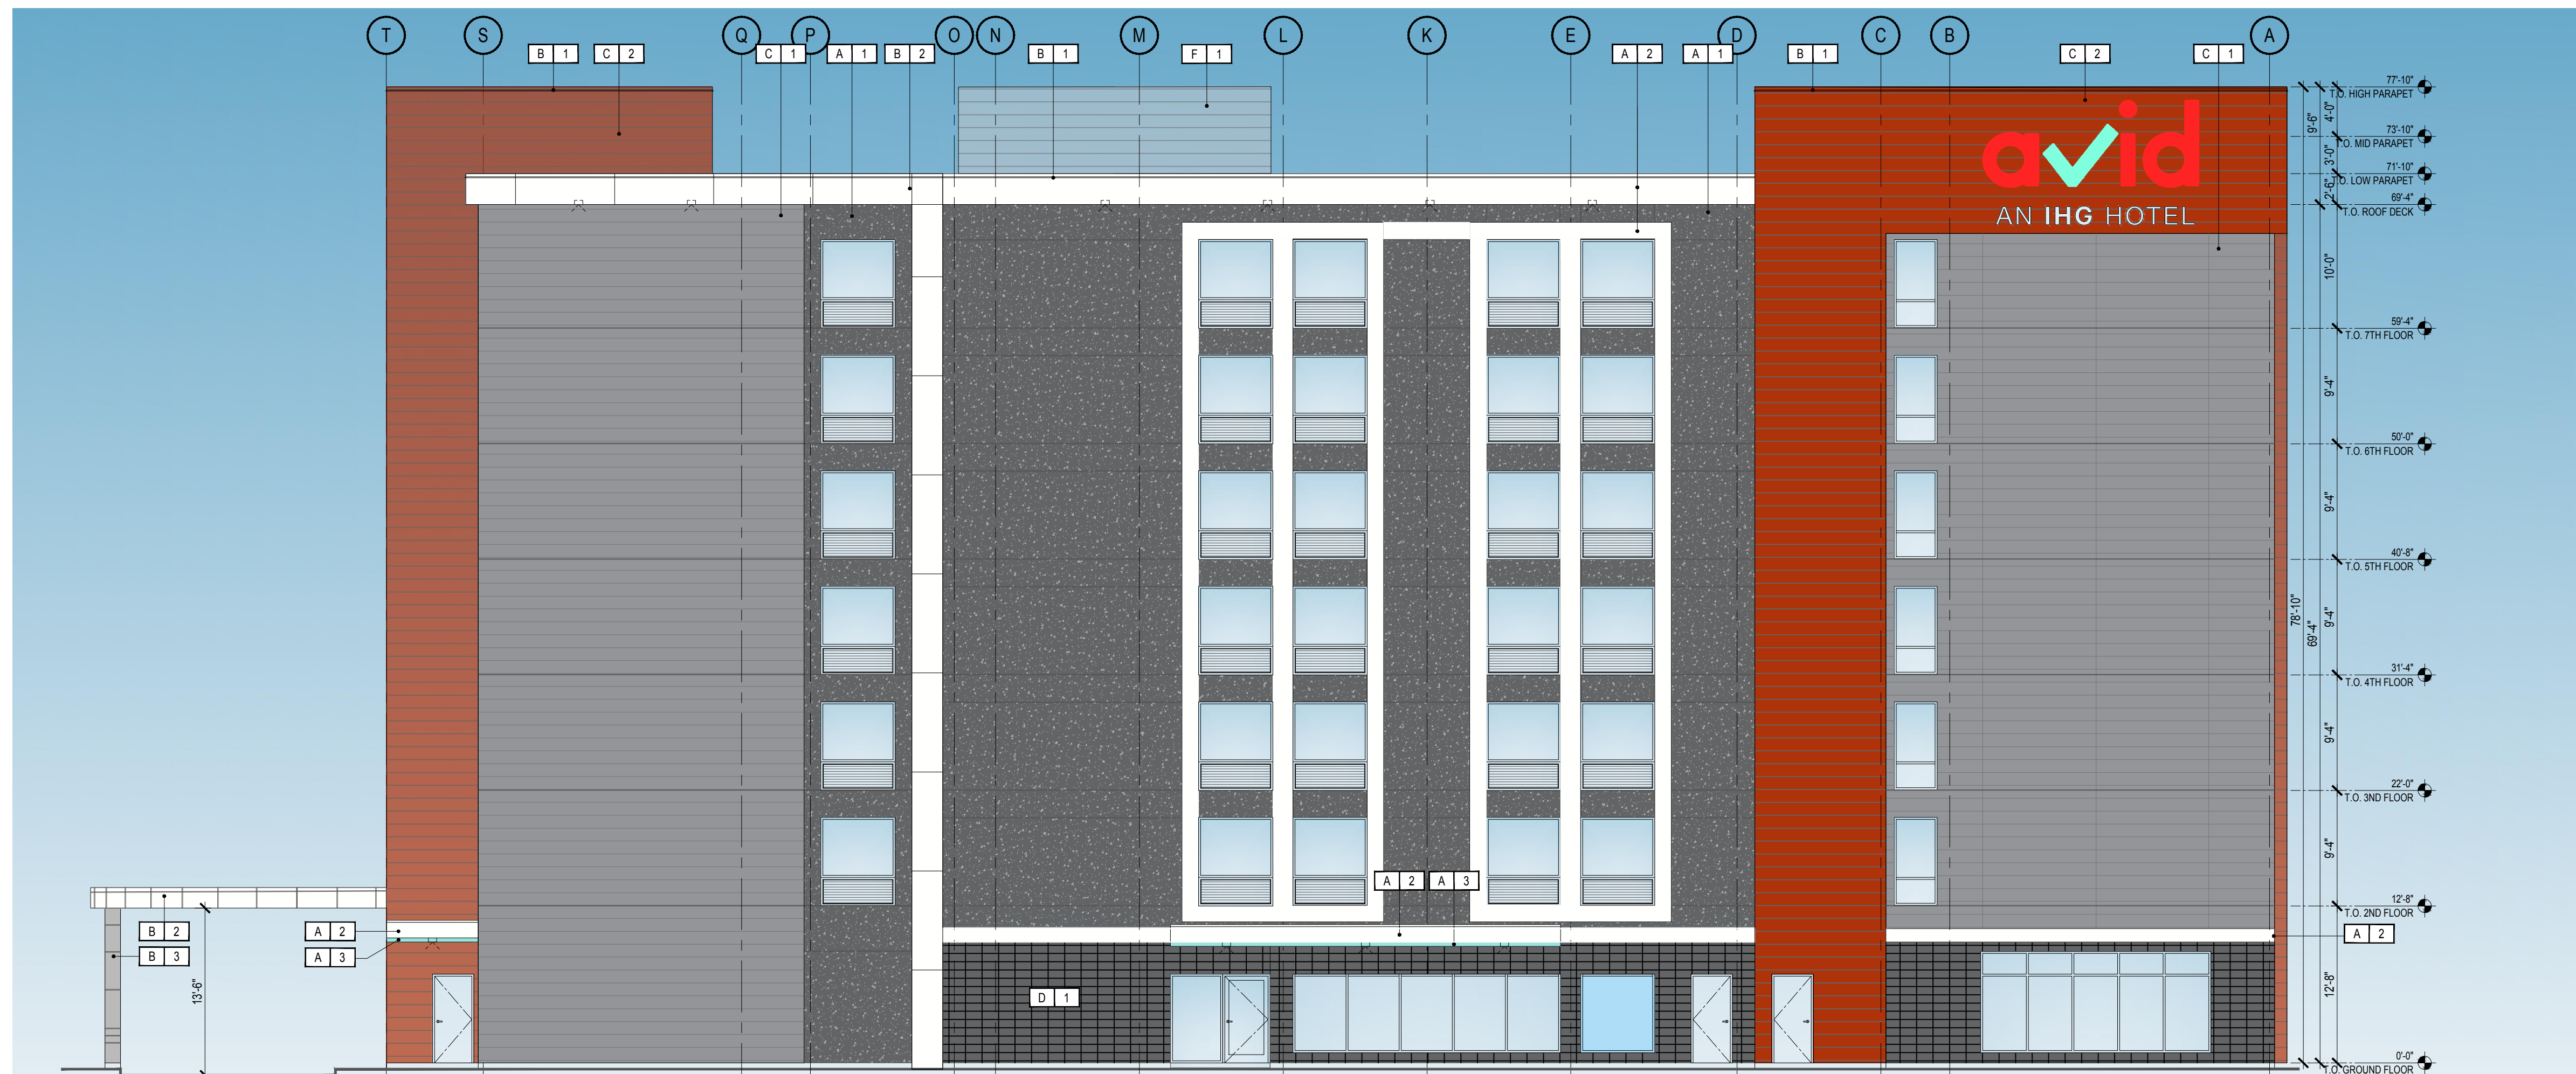 T S Q P O N M L K E D C B A
B 1 C 2 C 1 A 1 B 2 B 1 F 1 A 2 A 1 B 1 C 2 C 1
77'-10"
T.O. HIGH PARAPET
4'-0"
9'-6"
73'-10"
T.O. MID PARAPET
3'-0"
71'-10"
T.O. LOW PARAPET
2'-6"
69'-4"
T.O. ROOF DECK
avid
AN IHG HOTEL
10'-0"
59'-4"
T.O. 7TH FLOOR
9'-4"
50'-0"
T.O. 6TH FLOOR
9'-4"
40'-8"
T.O. 5TH FLOOR
9'-4"
78'-10"
69'-4"
31'-4"
T.O. 4TH FLOOR
9'-4"
22'-0"
T.O. 3RD FLOOR
9'-4"
A 2 A 3
12'-8"
T.O. 2ND FLOOR
B 2 A 2
A 2
B 3 A 3
13'-6"
D 1
12'-8"
0'-0"
T.O. GROUND FLOOR